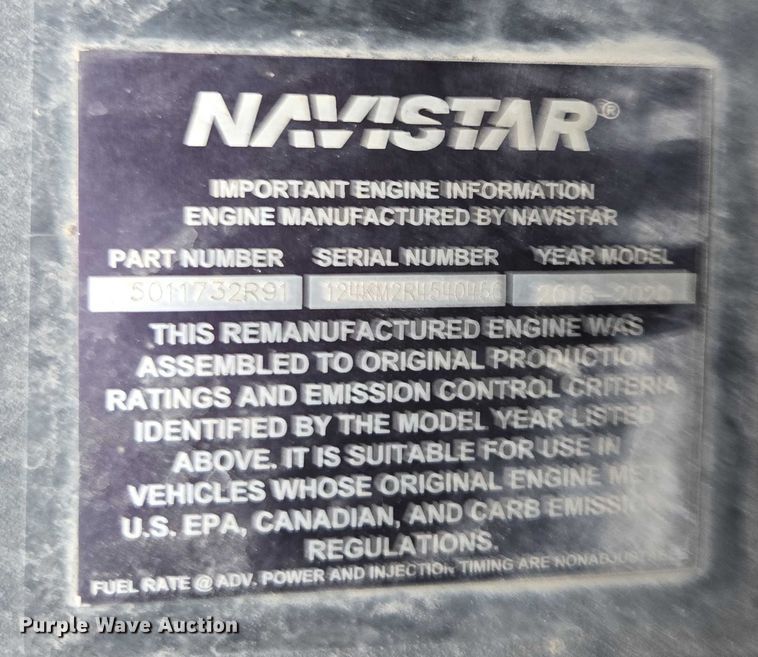 NAVISTAR®
IMPORTANT ENGINE INFORMATION
ENGINE MANUFACTURED BY NAVISTAR
PART NUMBER SERIAL NUMBER YEAR MODEL
5011732R91
THIS REMANUFACTURED ENGINE WAS
ASSEMBLED TO ORIGINAL PRODUCTION
RATINGS AND EMISSION CONTROL CRITERIA
IDENTIFIED BY THE MODEL YEAR LISTED
ABOVE. IT IS SUITABLE FOR USE IN
VEHICLES WHOSE ORIGINAL ENGINE MET
U.S. EPA, CANADIAN, AND CARB EMISSION
REGULATIONS.
FUEL RATE @ ADV. POWER AND INJECTION TIMING ARE
Purple Wave Auction